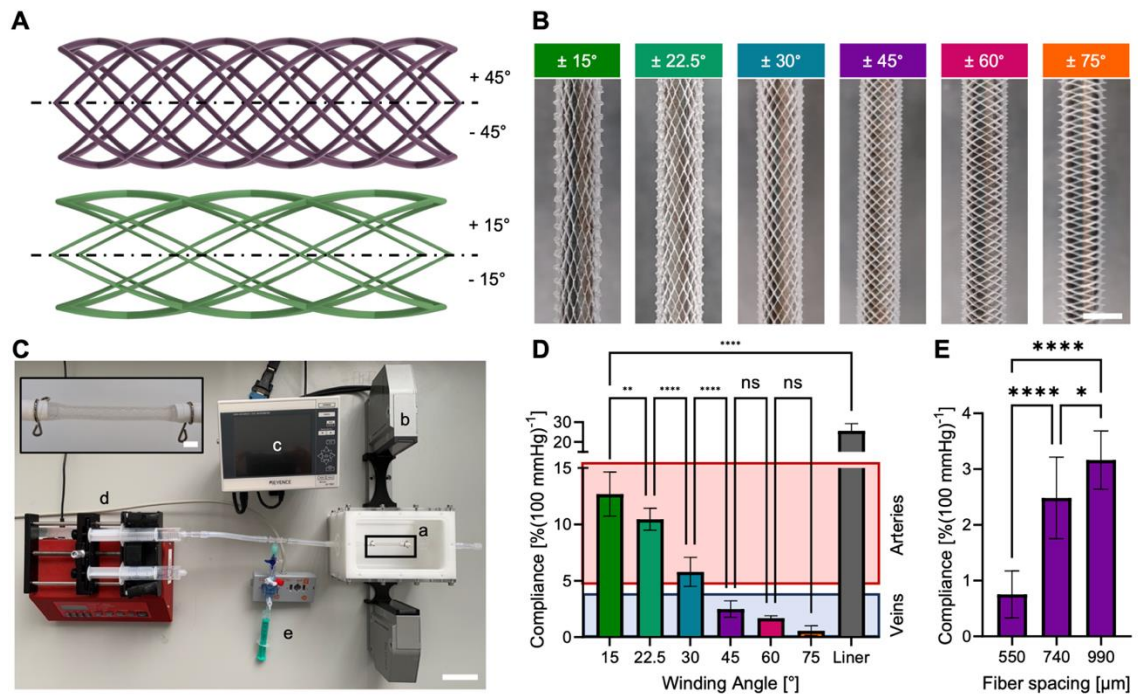 A
+ 45°
- 45°
+ 15°
- 15°
B
± 15°
± 22.5°
± 30°
± 45°
± 60°
± 75°
C
a
b
c
KEYENCE
d
e
D
Compliance [%(100 mmHg)⁻¹]
30
20
15
10
5
0
****
**
****
****
ns
ns
Arteries
Veins
15
22.5
30
45
60
75
Liner
Winding Angle [°]
E
Compliance [%(100 mmHg)⁻¹]
4
3
2
1
0
****
****
*
550
740
990
Fiber spacing [µm]